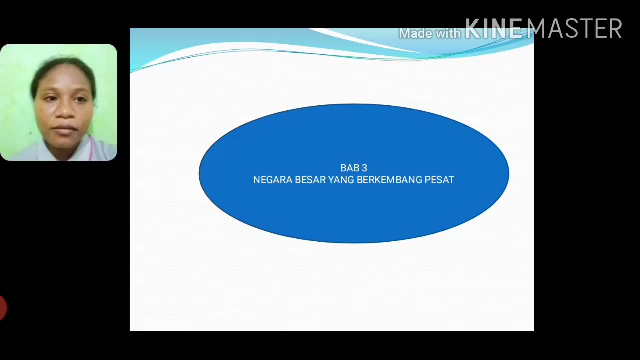 Made with KINEMASTER
BAB 3
NEGARA BESAR YANG BERKEMBANG PESAT